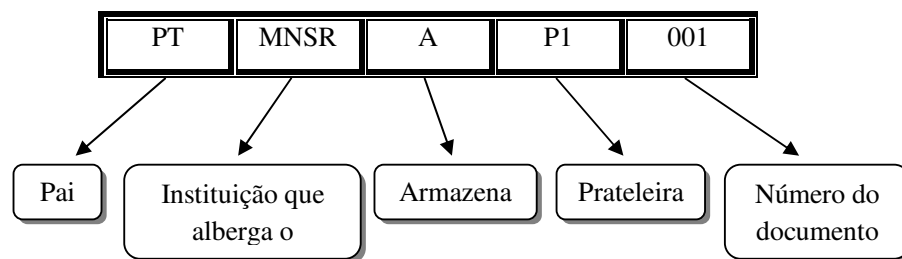 PT MNSR A P1 001
Pai
Instituição que
alberga o
Armazena
Prateleira
Número do
documento